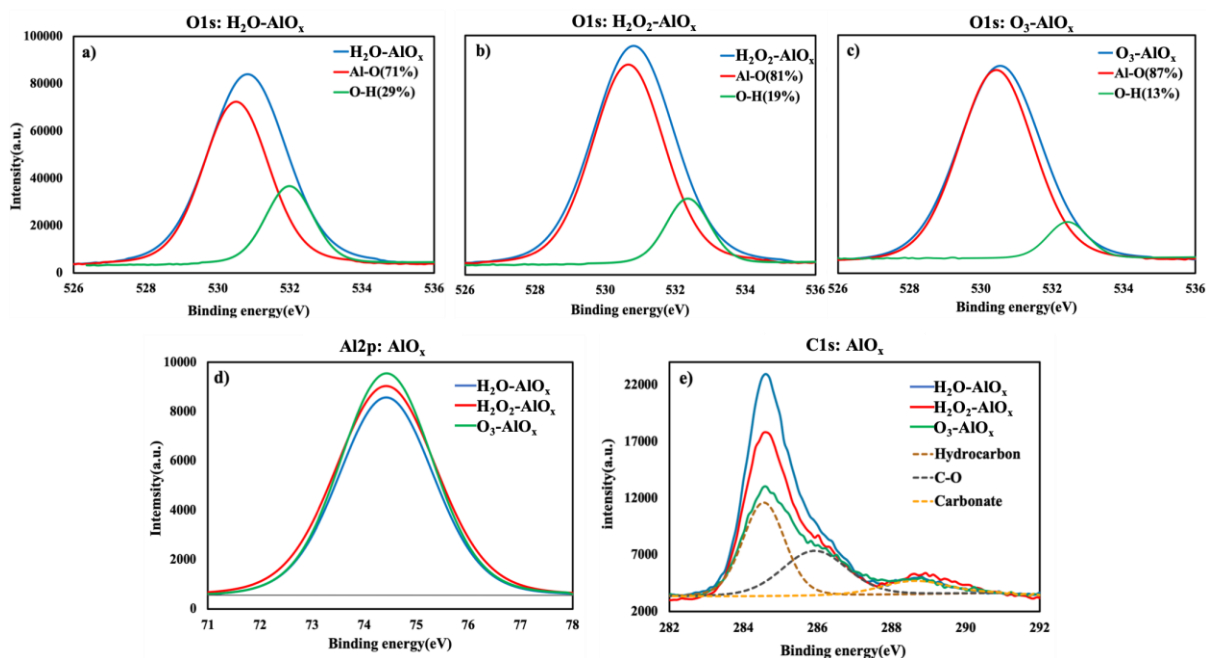 O1s: H₂O-AlOₓ
a)
H₂O-AlOₓ
Al-O(71%)
O-H(29%)
100000
80000
60000
40000
20000
0
Intensity(a.u.)
526
528
530
532
534
536
Binding energy(eV)
O1s: H₂O₂-AlOₓ
b)
H₂O₂-AlOₓ
Al-O(81%)
O-H(19%)
526
528
530
532
534
536
Binding energy(eV)
O1s: O₃-AlOₓ
c)
O₃-AlOₓ
Al-O(87%)
O-H(13%)
526
528
530
532
534
536
Binding energy(eV)
Al2p: AlOₓ
d)
H₂O-AlOₓ
H₂O₂-AlOₓ
O₃-AlOₓ
10000
8000
6000
4000
2000
0
Intemsity(a.u.)
71
72
73
74
75
76
77
78
Binding energy(eV)
C1s: AlOₓ
e)
H₂O-AlOₓ
H₂O₂-AlOₓ
O₃-AlOₓ
Hydrocarbon
C-O
Carbonate
22000
17000
12000
7000
2000
intensity(a.u.)
282
284
286
288
290
292
Binding energy(eV)